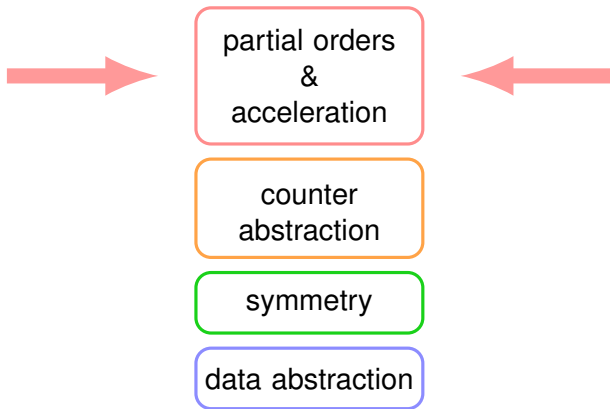 partial orders
&
acceleration
counter
abstraction
symmetry
data abstraction